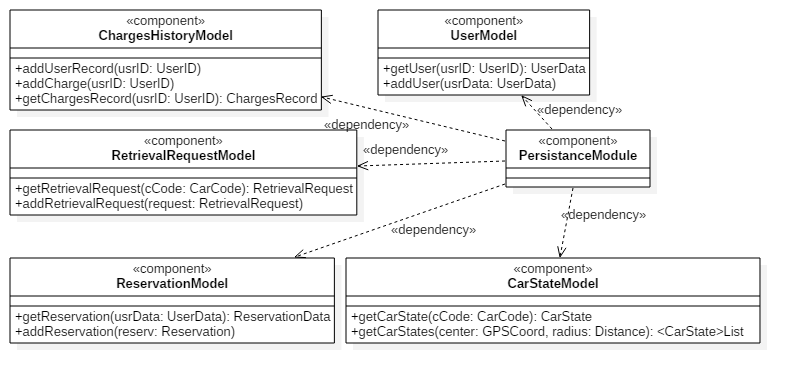 «component»
ChargesHistoryModel
+addUserRecord(usrID: UserID)
+addCharge(usrID: UserID)
+getChargesRecord(usrID: UserID): ChargesRecord
«component»
UserModel
+getUser(usrID: UserID): UserData
+addUser(usrData: UserData)
«dependency»
«dependency»
«component»
RetrievalRequestModel
+getRetrievalRequest(cCode: CarCode): RetrievalRequest
+addRetrievalRequest(request: RetrievalRequest)
«dependency»
«component»
PersistanceModule
«dependency»
«dependency»
«component»
ReservationModel
+getReservation(usrData: UserData): ReservationData
+addReservation(reserv: Reservation)
«component»
CarStateModel
+getCarState(cCode: CarCode): CarState
+getCarStates(center: GPSCoord, radius: Distance): <CarState>List